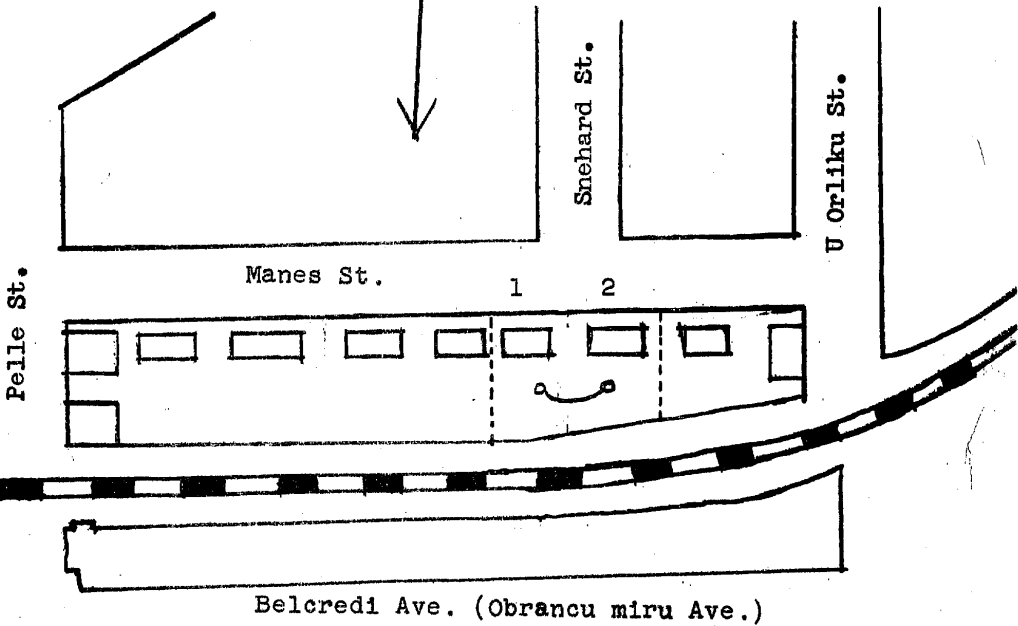 Snehard St.
U Orliku St.
Manes St.
1 2
Pelle St.
Belcredi Ave. (Obrancu miru Ave.)